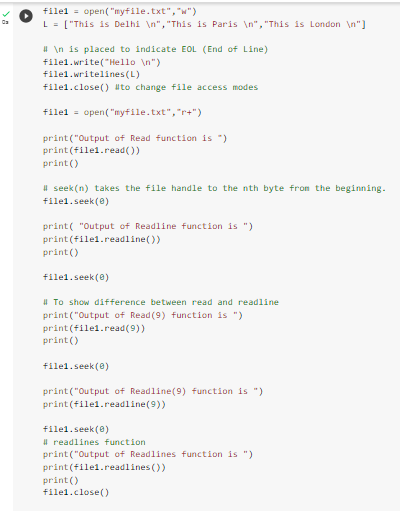 file1 = open("myfile.txt","w")
L = ["This is Delhi \n","This is Paris \n","This is London \n"]
# \n is placed to indicate EOL (End of Line)
file1.write("Hello \n")
file1.writelines(L)
file1.close() #to change file access modes
file1 = open("myfile.txt","r+")
print("Output of Read function is ")
print(file1.read())
print()
# seek(n) takes the file handle to the nth byte from the beginning.
file1.seek(0)
print( "Output of Readline function is ")
print(file1.readline())
print()
file1.seek(0)
# To show difference between read and readline
print("Output of Read(9) function is ")
print(file1.read(9))
print()
file1.seek(0)
print("Output of Readline(9) function is ")
print(file1.readline(9))
file1.seek(0)
# readlines function
print("Output of Readlines function is ")
print(file1.readlines())
print()
file1.close()